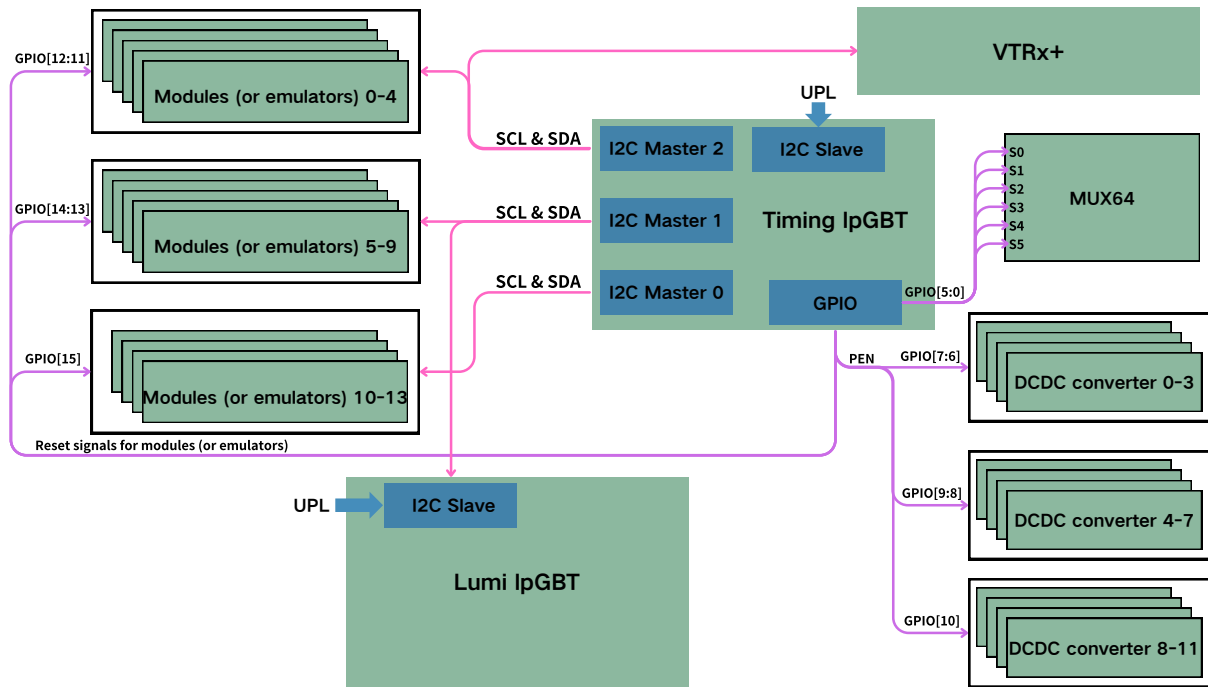 GPIO[12:11]
Modules (or emulators) 0-4
VTRx+
UPL
SCL & SDA
I2C Master 2
I2C Slave
S0
S1
S2
S3
S4
S5
MUX64
GPIO[14:13]
Modules (or emulators) 5-9
SCL & SDA
I2C Master 1
Timing lpGBT
SCL & SDA
I2C Master 0
GPIO
GPIO[5:0]
GPIO[15]
Modules (or emulators) 10-13
PEN
GPIO[7:6]
DCDC converter 0-3
Reset signals for modules (or emulators)
UPL
I2C Slave
Lumi lpGBT
GPIO[9:8]
DCDC converter 4-7
GPIO[10]
DCDC converter 8-11